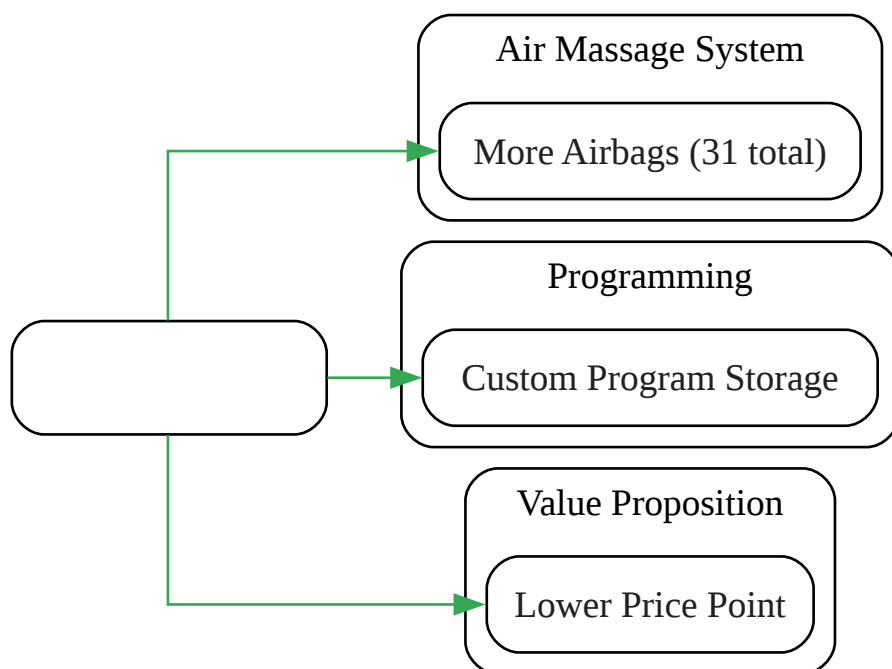 Air Massage System
More Airbags (31 total)
Programming
Custom Program Storage
Value Proposition
Lower Price Point